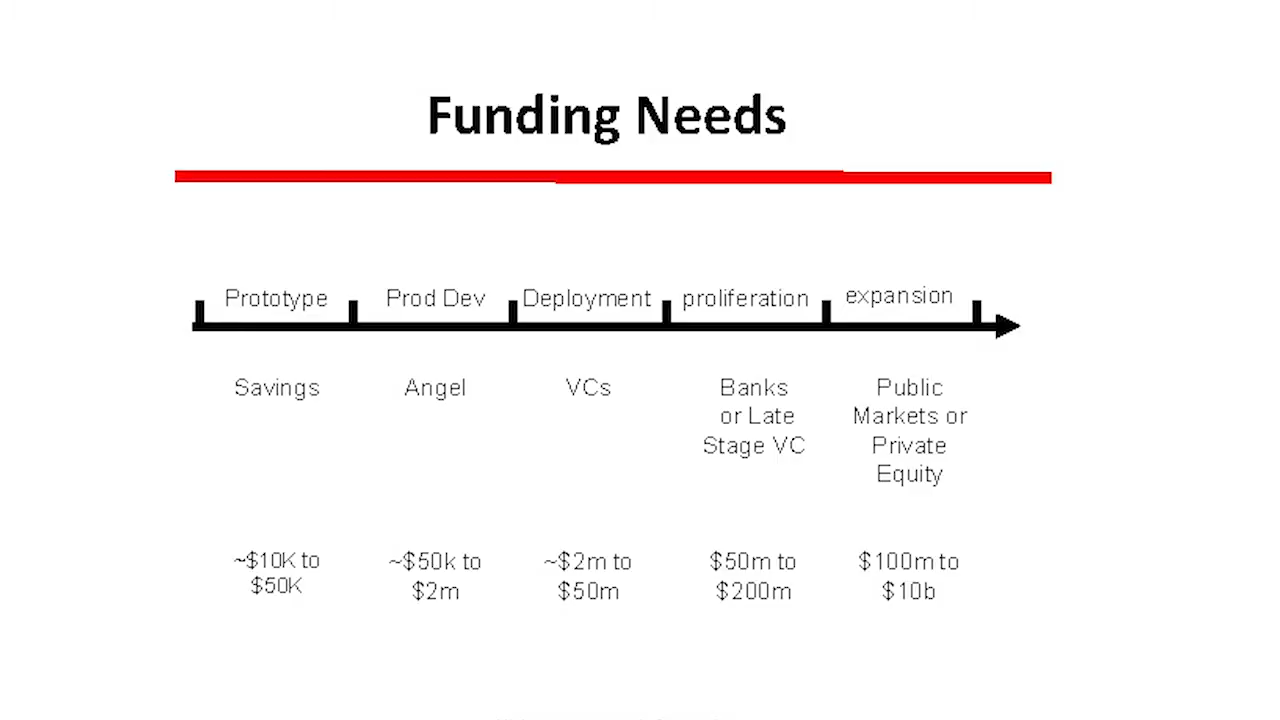 Funding Needs
Prototype
Prod Dev
Deployment
proliferation
expansion
Savings
Angel
VCs
Banks
or Late
Stage VC
Public
Markets or
Private
Equity
~$10K to
$50K
~$50k to
$2m
~$2m to
$50m
$50m to
$200m
$100m to
$10b